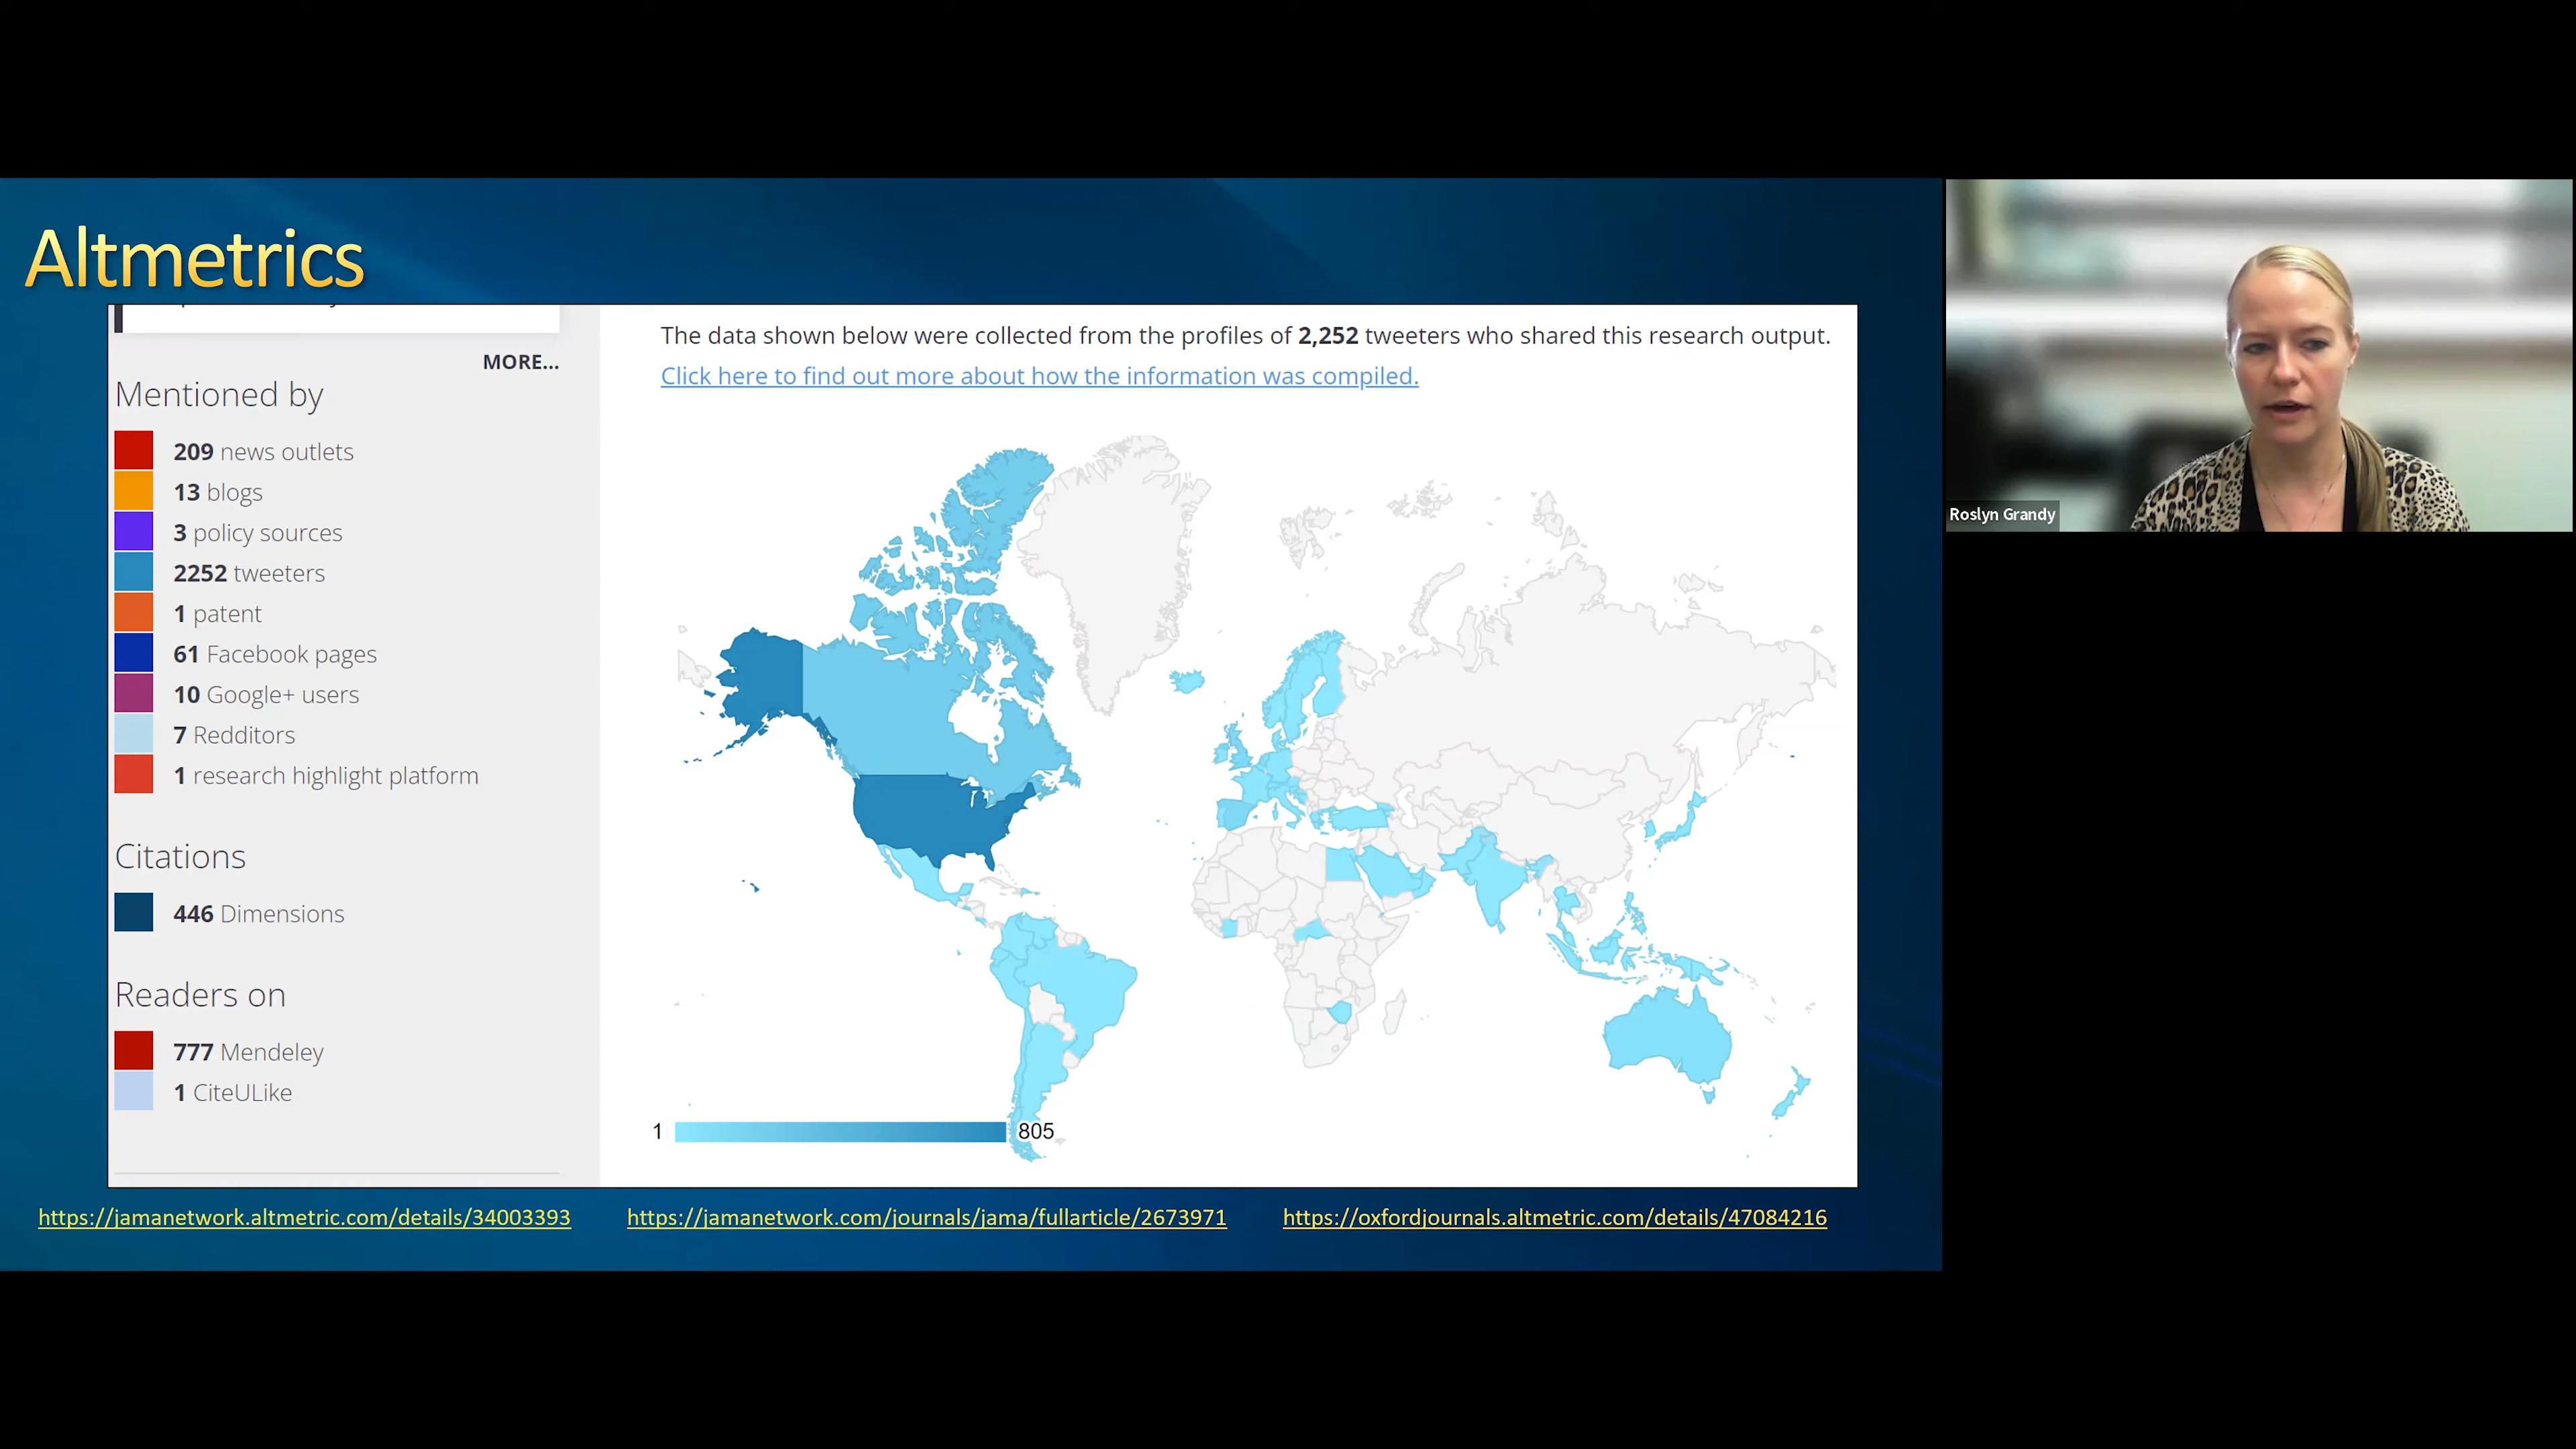 Altmetrics
MORE...
Mentioned by
209 news outlets
13 blogs
3 policy sources
2252 tweeters
1 patent
61 Facebook pages
10 Google+ users
7 Redditors
1 research highlight platform
Citations
446 Dimensions
Readers on
777 Mendeley
1 CiteULike
The data shown below were collected from the profiles of 2,252 tweeters who shared this research output.
Click here to find out more about how the information was compiled.
1
805
https://jamanetwork.altmetric.com/details/34003393
https://jamanetwork.com/journals/jama/fullarticle/2673971
https://oxfordjournals.altmetric.com/details/47084216
Roslyn Grandy